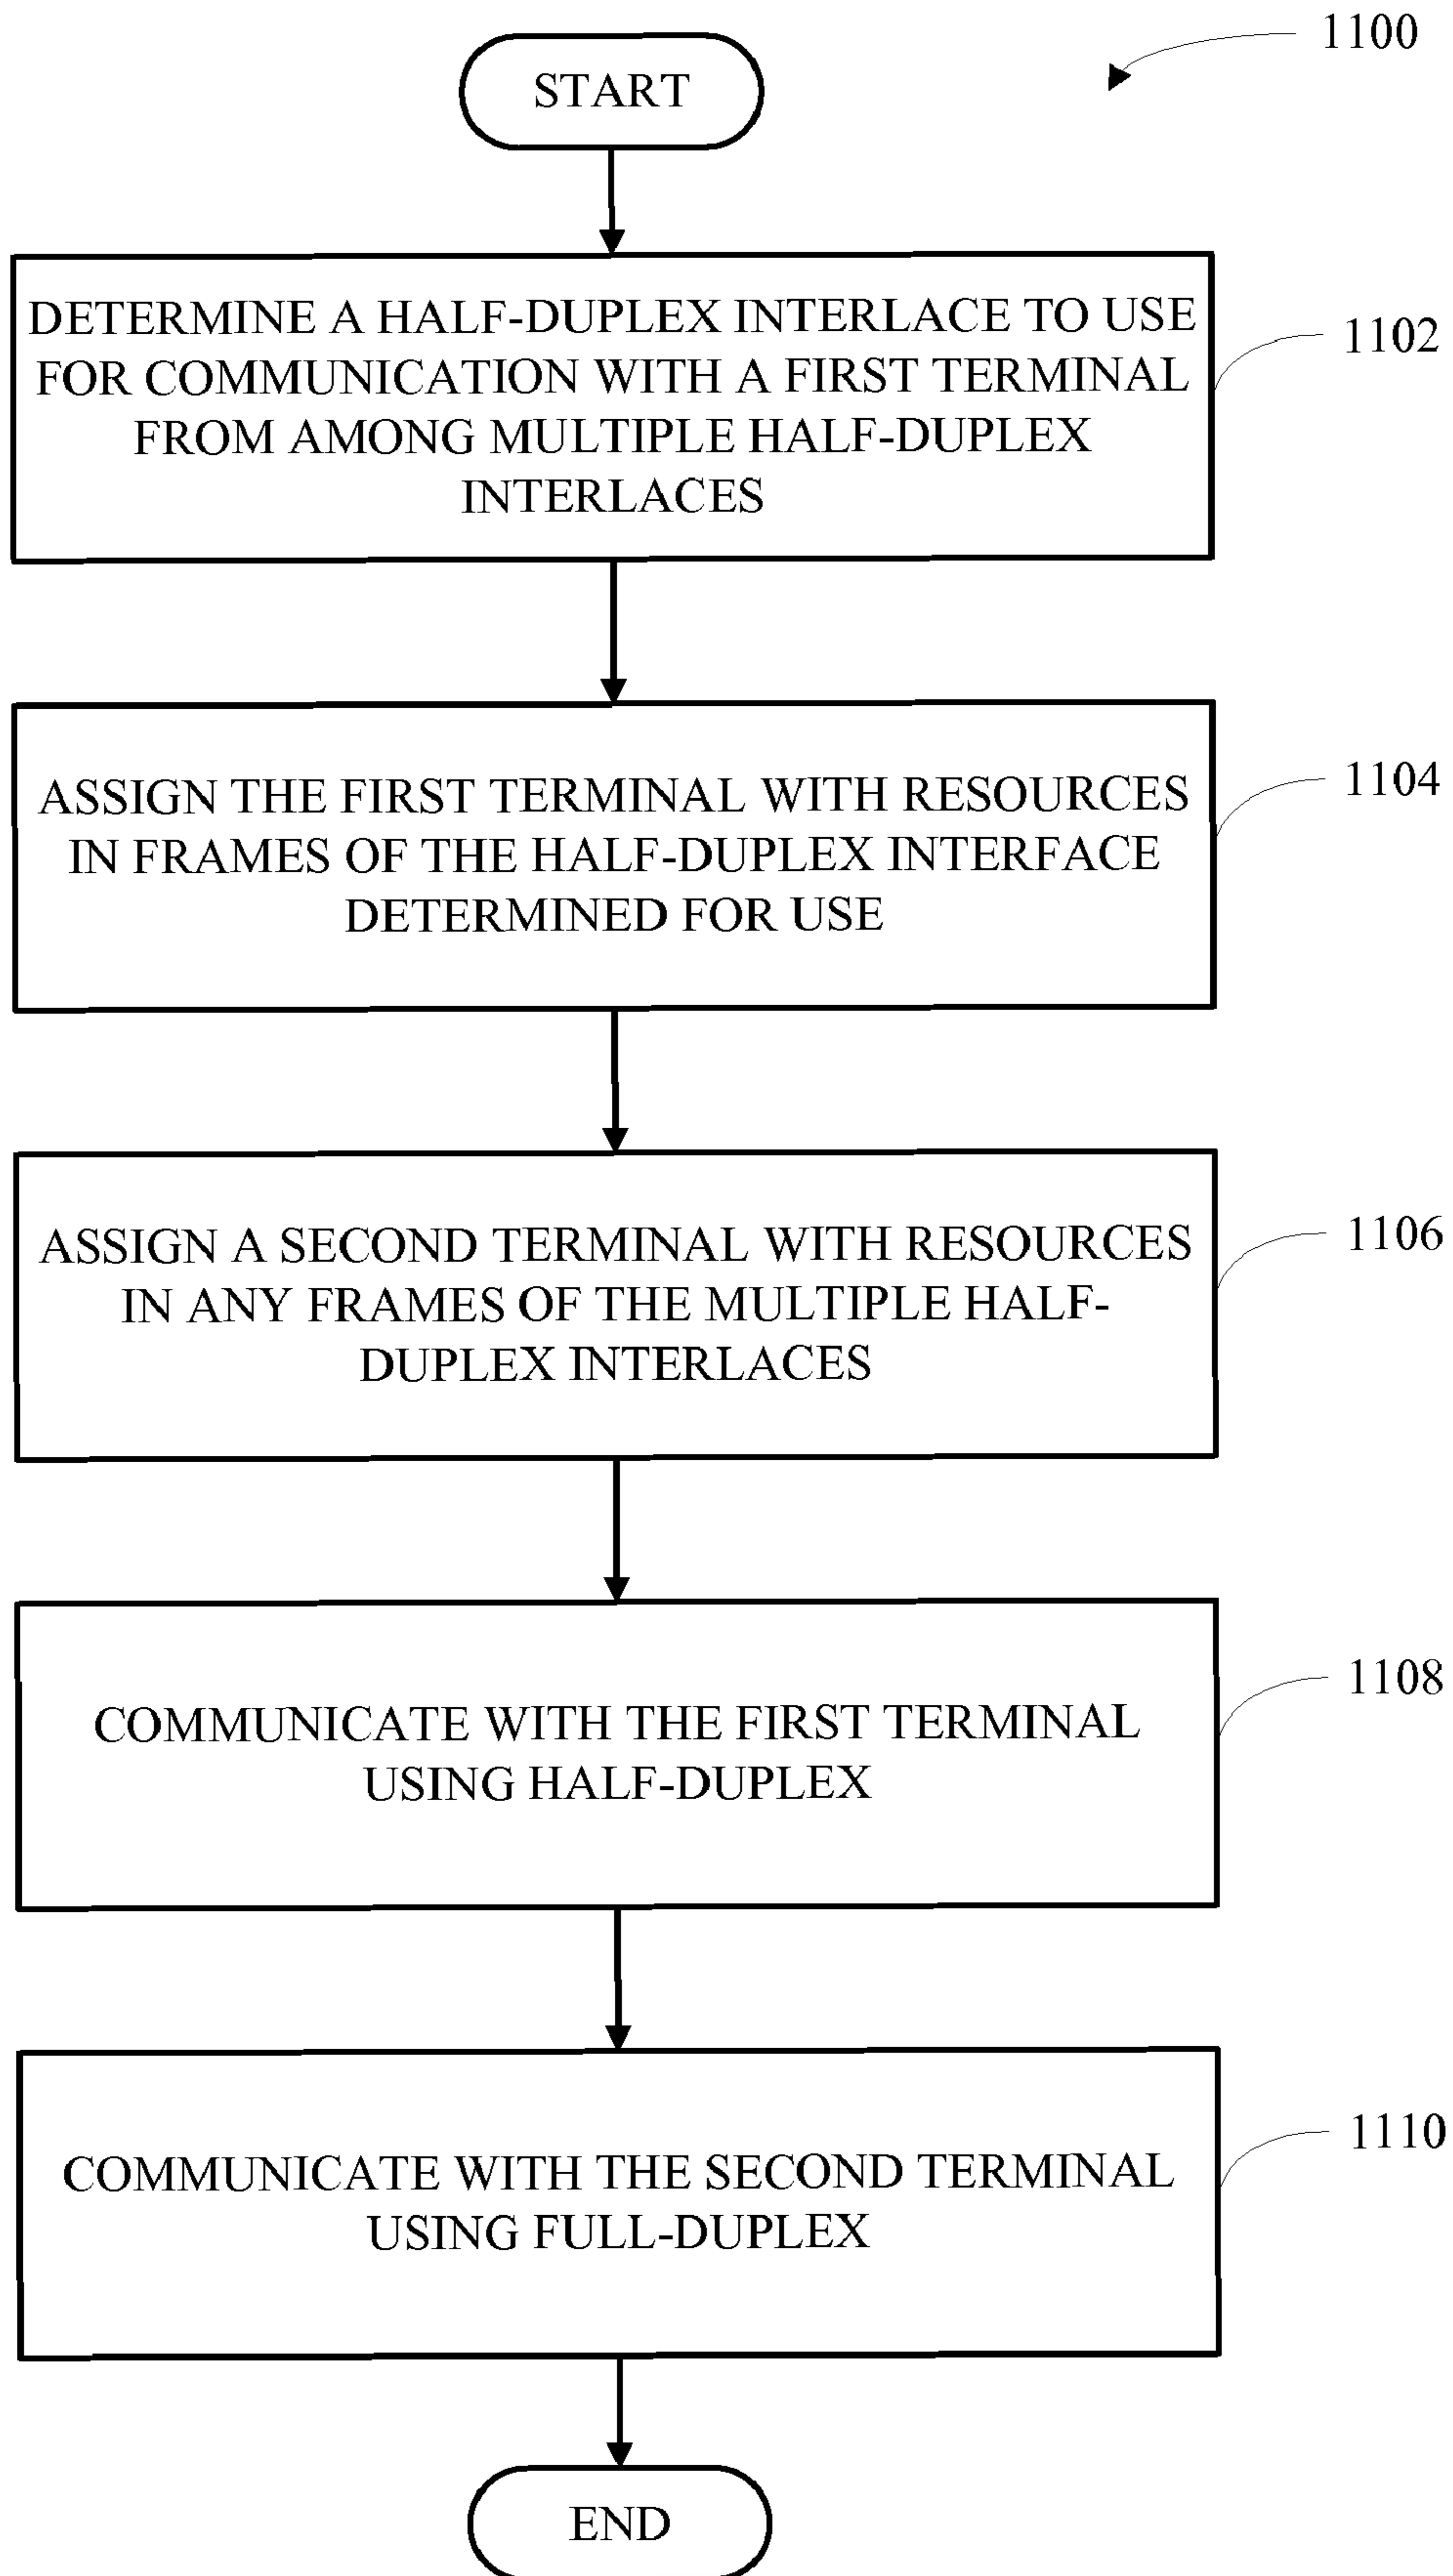 1100
START
DETERMINE A HALF-DUPLEX INTERLACE TO USE
FOR COMMUNICATION WITH A FIRST TERMINAL
FROM AMONG MULTIPLE HALF-DUPLEX
INTERLACES
1102
ASSIGN THE FIRST TERMINAL WITH RESOURCES
IN FRAMES OF THE HALF-DUPLEX INTERFACE
DETERMINED FOR USE
1104
ASSIGN A SECOND TERMINAL WITH RESOURCES
IN ANY FRAMES OF THE MULTIPLE HALF-
DUPLEX INTERLACES
1106
COMMUNICATE WITH THE FIRST TERMINAL
USING HALF-DUPLEX
1108
COMMUNICATE WITH THE SECOND TERMINAL
USING FULL-DUPLEX
1110
END